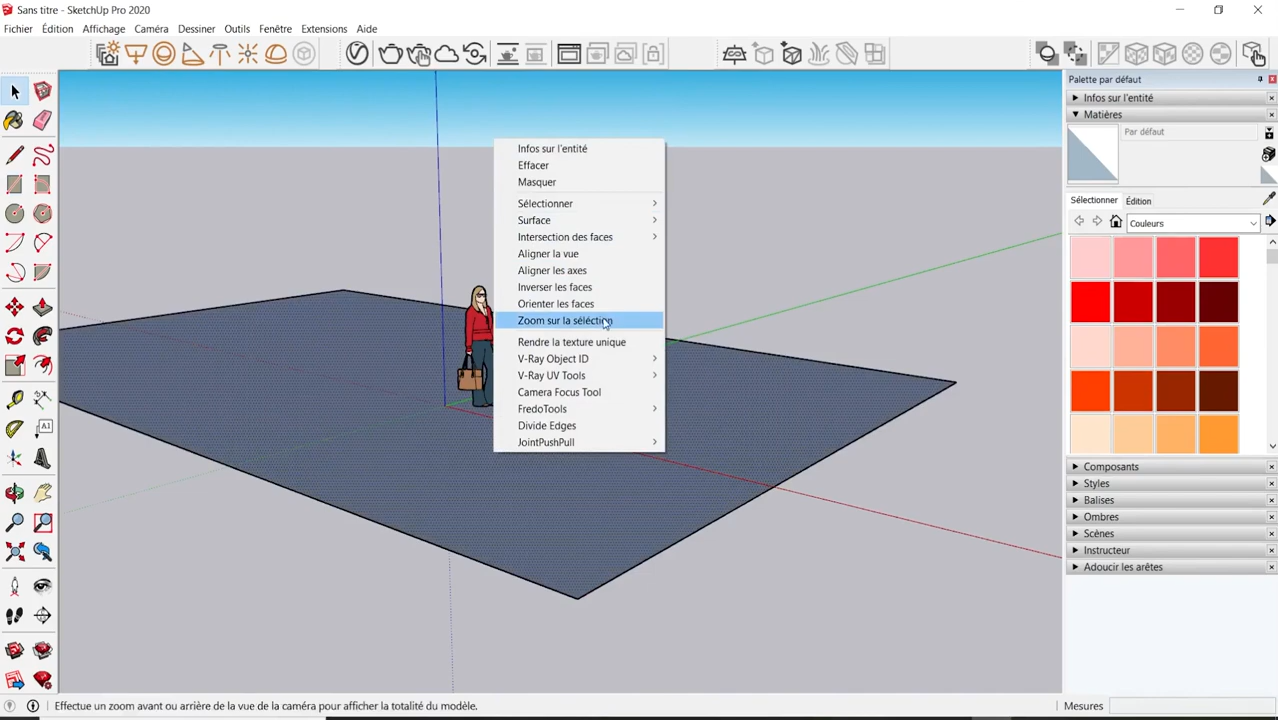 Sans titre - SketchUp Pro 2020
Fichier Édition Affichage Caméra Dessiner Outils Fenêtre Extensions Aide
Palette par défaut
Infos sur l'entité
Matières
Par défaut
Sélectionner Édition
Couleurs
Composants
Styles
Balises
Ombres
Scènes
Instructeur
Adoucir les arêtes
Infos sur l'entité
Effacer
Masquer
Sélectionner
Surface
Intersection des faces
Aligner la vue
Aligner les axes
Inverser les faces
Orienter les faces
Zoom sur la séléction
Rendre la texture unique
V-Ray Object ID
V-Ray UV Tools
Camera Focus Tool
FredoTools
Divide Edges
JointPushPull
A1
Effectue un zoom avant ou arrière de la vue de la caméra pour afficher la totalité du modèle.
Mesures